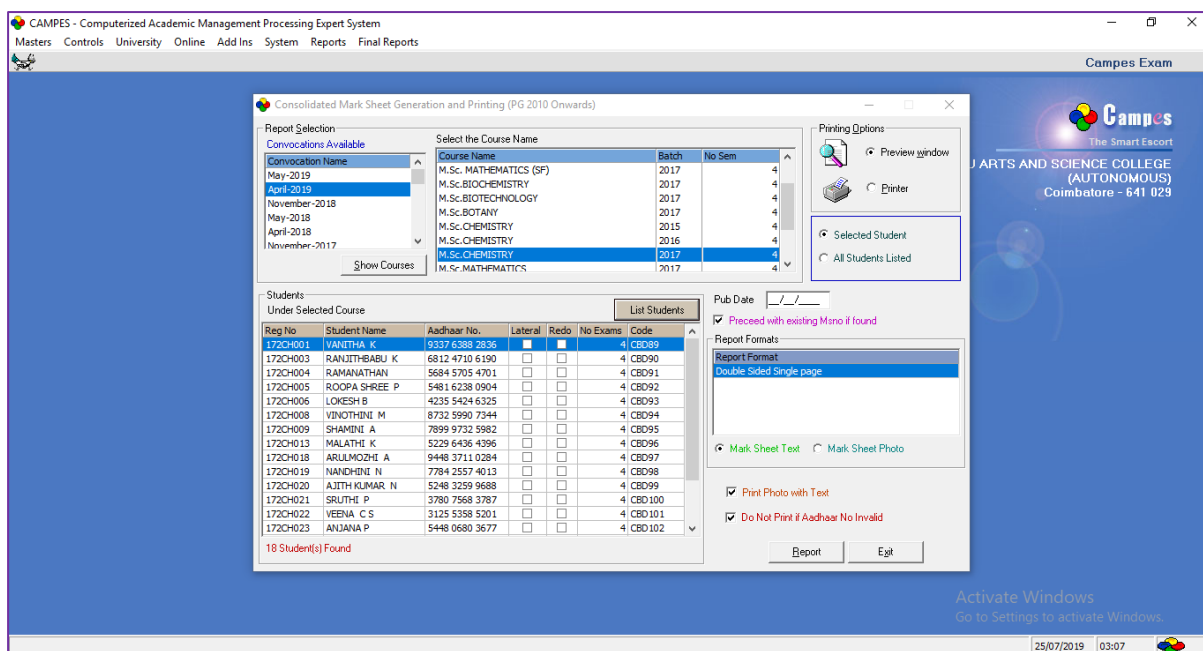 CAMPES - Computerized Academic Management Processing Expert System
Masters Controls University Online Add Ins System Reports Final Reports
Campes Exam
Campes
The Smart Escort
ARTS AND SCIENCE COLLEGE
(AUTONOMOUS)
Coimbatore - 641 029
Consolidated Mark Sheet Generation and Printing (PG 2010 Onwards)
Report Selection
Convocations Available
Convocation Name
May-2019
April-2019
November-2018
May-2018
April-2018
November-2017
Show Courses
Select the Course Name
Course Name Batch No Sem
M.Sc. MATHEMATICS (SF) 2017 4
M.Sc.BIOCHEMISTRY 2017 4
M.Sc.BIOTECHNOLOGY 2017 4
M.Sc.BOTANY 2017 4
M.Sc.CHEMISTRY 2015 4
M.Sc.CHEMISTRY 2016 4
M.Sc.CHEMISTRY 2017 4
M.Sc.MATHEMATICS 2017 4
Printing Options
Preview window
Printer
Selected Student
All Students Listed
Students
Under Selected Course
List Students
Reg No Student Name Aadhaar No. Lateral Redo No Exams Code
172CH001 VANITHA K 9337 6388 2836 4 CBD89
172CH003 RANJITHBABU K 6812 4710 6190 4 CBD90
172CH004 RAMANATHAN 5684 5705 4701 4 CBD91
172CH005 ROOPA SHREE P 5481 6238 0904 4 CBD92
172CH006 LOKESH B 4235 5424 6325 4 CBD93
172CH008 VINOTHINI M 8732 5990 7344 4 CBD94
172CH009 SHAMINI A 7899 9732 5982 4 CBD95
172CH013 MALATHI K 5229 6436 4396 4 CBD96
172CH018 ARULMOZHI A 9448 3711 0284 4 CBD97
172CH019 NANDHINI N 7784 2557 4013 4 CBD98
172CH020 AJITH KUMAR N 5248 3259 9688 4 CBD99
172CH021 SRUTHI P 3780 7568 3787 4 CBD100
172CH022 VEENA C S 3125 5358 5201 4 CBD101
172CH023 ANJANA P 5448 0680 3677 4 CBD102
18 Student(s) Found
Pub Date __/__/____
Preceed with existing Msno if found
Report Formats
Report Format
Double Sided Single page
Mark Sheet Text Mark Sheet Photo
Print Photo with Text
Do Not Print if Aadhaar No Invalid
Report Exit
Activate Windows
Go to Settings to activate Windows.
25/07/2019 03:07